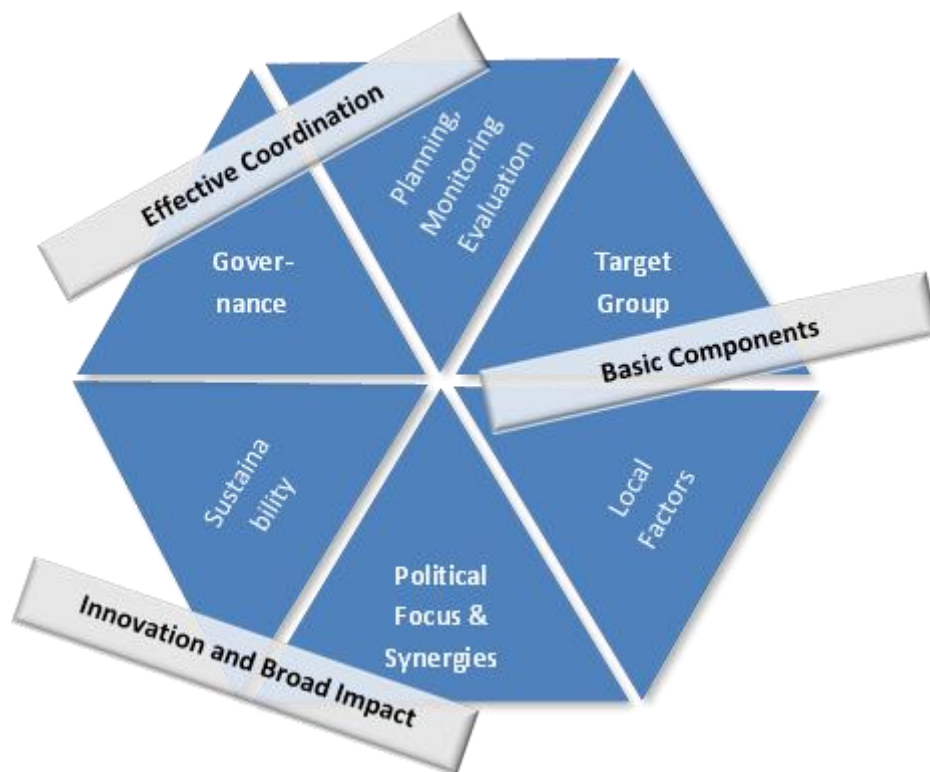 Effective Coordination
Planning,
Monitoring
Evaluation
Gover-
nance
Target
Group
Basic Components
Sustaina
bility
Local
Factors
Political
Focus &
Synergies
Innovation and Broad Impact